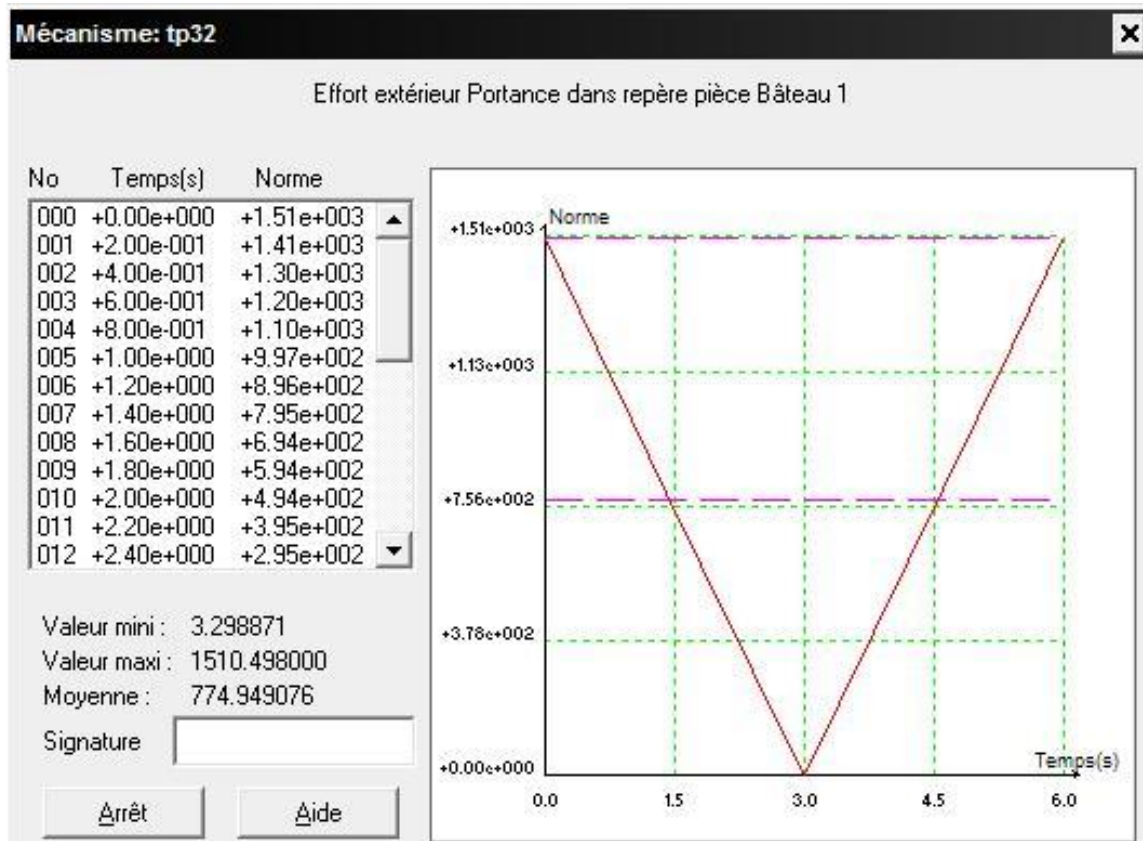 Mécanisme: tp32
Effort extérieur Portance dans repère pièce Bâteau 1
No Temps(s) Norme
000 +0.00e+000 +1.51e+003
001 +2.00e-001 +1.41e+003
002 +4.00e-001 +1.30e+003
003 +6.00e-001 +1.20e+003
004 +8.00e-001 +1.10e+003
005 +1.00e+000 +9.97e+002
006 +1.20e+000 +8.96e+002
007 +1.40e+000 +7.95e+002
008 +1.60e+000 +6.94e+002
009 +1.80e+000 +5.94e+002
010 +2.00e+000 +4.94e+002
011 +2.20e+000 +3.95e+002
012 +2.40e+000 +2.95e+002
Valeur mini : 3.298871
Valeur maxi : 1510.498000
Moyenne : 774.949076
Signature
Arrêt Aide
Norme
+1.51e+003
+1.13e+003
+7.56e+002
+3.78e+002
+0.00e+000
Temps(s)
0.0 1.5 3.0 4.5 6.0